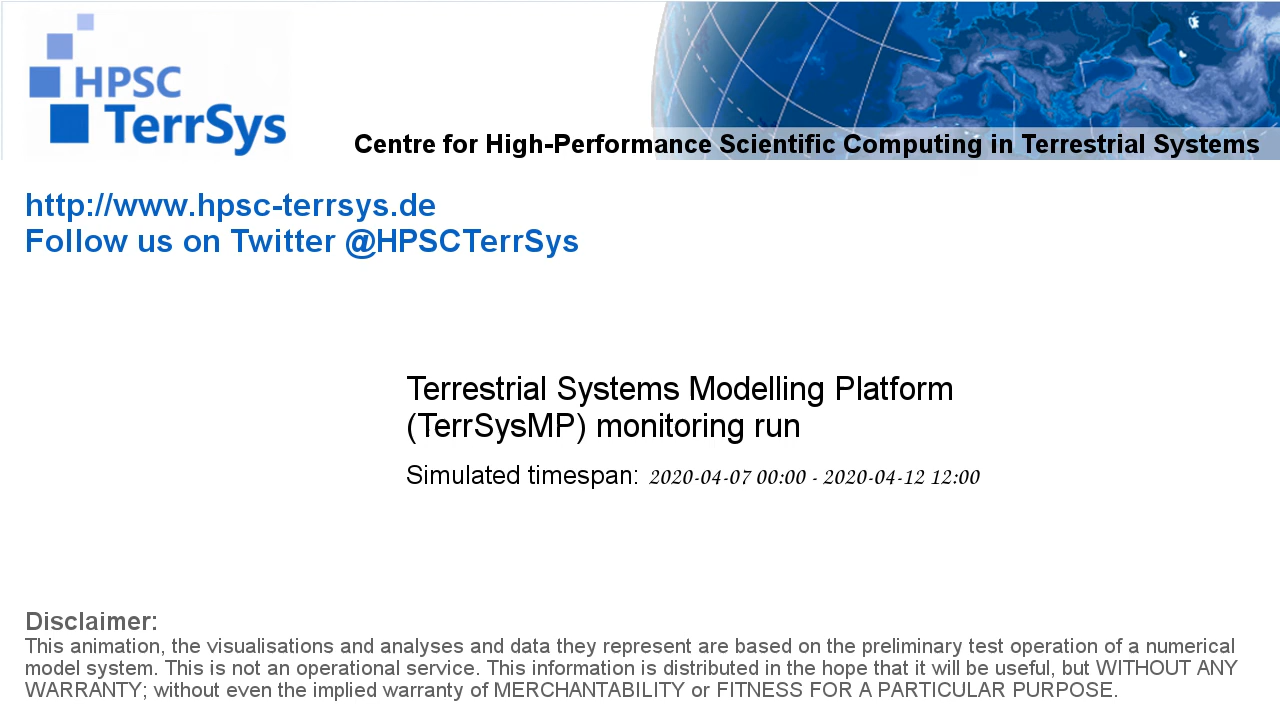 HPSC
TerrSys
Centre for High-Performance Scientific Computing in Terrestrial Systems
http://www.hpsc-terrsys.de
Follow us on Twitter @HPSCTerrSys
Terrestrial Systems Modelling Platform
(TerrSysMP) monitoring run
Simulated timespan: 2020-04-07 00:00 - 2020-04-12 12:00
Disclaimer:
This animation, the visualisations and analyses and data they represent are based on the preliminary test operation of a numerical
model system. This is not an operational service. This information is distributed in the hope that it will be useful, but WITHOUT ANY
WARRANTY; without even the implied warranty of MERCHANTABILITY or FITNESS FOR A PARTICULAR PURPOSE.